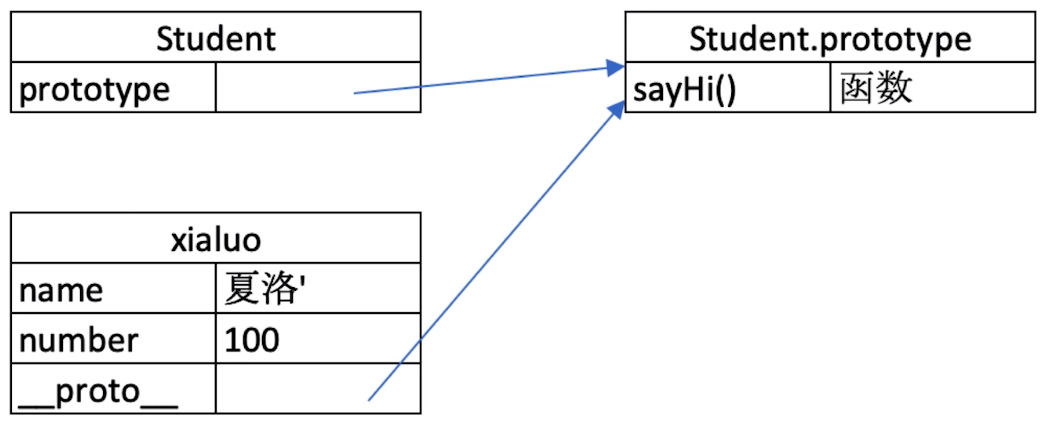 Student
prototype
Student.prototype
sayHi() 函数
xialuo
name 夏洛'
number 100
__proto__